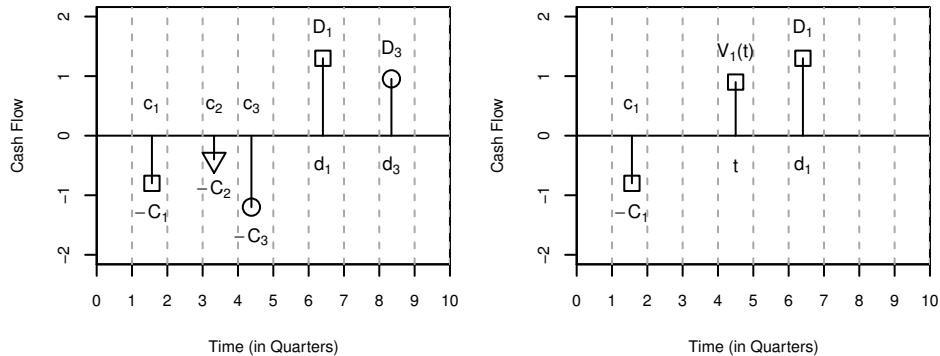 2
1
0
−1
−2
Cash Flow
c₁
c₂
c₃
D₁
D₃
−C₁
−C₂
−C₃
d₁
d₃
0 1 2 3 4 5 6 7 8 9 10
Time (in Quarters)
2
1
0
−1
−2
Cash Flow
c₁
V₁(t)
D₁
−C₁
t
d₁
0 1 2 3 4 5 6 7 8 9 10
Time (in Quarters)